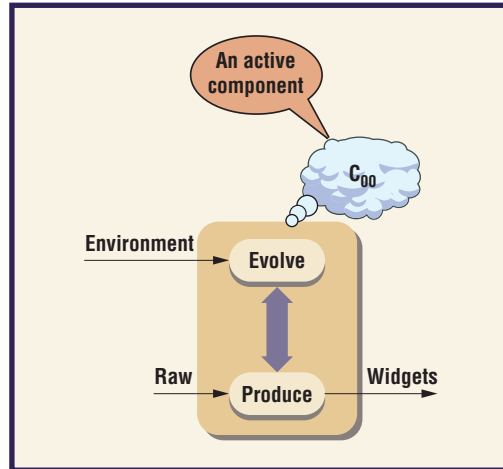 An active
component
C00
Environment
Evolve
Raw
Produce
Widgets